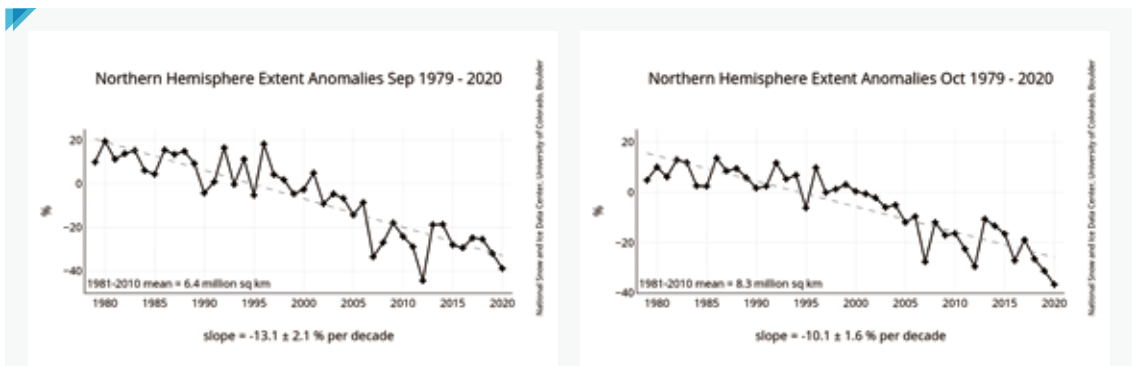 Northern Hemisphere Extent Anomalies Sep 1979 - 2020
20
0
−20
−40
%
1981-2010 mean = 6.4 million sq km
1980 1985 1990 1995 2000 2005 2010 2015 2020
slope = -13.1 ± 2.1 % per decade
National Snow and Ice Data Center, University of Colorado, Boulder
Northern Hemisphere Extent Anomalies Oct 1979 - 2020
20
0
−20
−40
%
1981-2010 mean = 8.3 million sq km
1980 1985 1990 1995 2000 2005 2010 2015 2020
slope = -10.1 ± 1.6 % per decade
National Snow and Ice Data Center, University of Colorado, Boulder